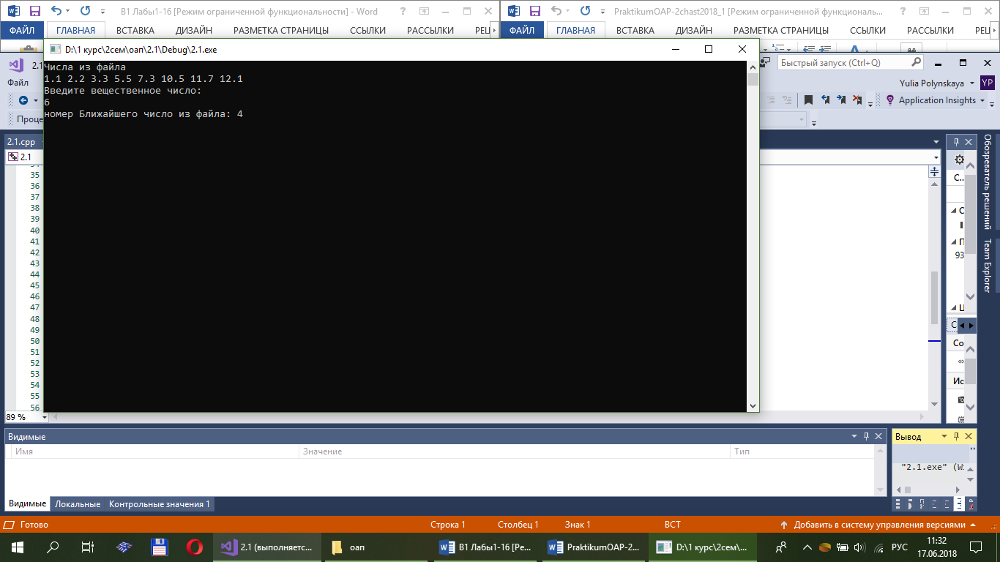 В1 Лабы1-16 [Режим ограниченной функциональности] - Word
PraktikumOAP-2chast2018_1 [Режим ограниченной функциональ...
ФАЙЛ ГЛАВНАЯ ВСТАВКА ДИЗАЙН РАЗМЕТКА СТРАНИЦЫ ССЫЛКИ РАССЫЛКИ РЕЦ
ФАЙЛ ГЛАВНАЯ ВСТАВКА ДИЗАЙН РАЗМЕТКА СТРАНИЦЫ ССЫЛКИ РАССЫЛКИ РЕЦ
D:\1 курс\2сем\оап\2.1\Debug\2.1.exe
Числа из файла
1.1 2.2 3.3 5.5 7.3 10.5 11.7 12.1
Введите вещественное число:
6
номер Ближайшего число из файла: 4
2.1
Быстрый запуск (Ctrl+Q)
Файл
Yulia Polynskaya YP
Application Insights
Проце
2.1.cpp
2.1
35
36
37
38
39
40
41
42
43
44
45
46
47
48
49
50
51
52
53
54
55
56
89 %
С...
С
П
93
Ц
С
Со
Ис
Обозреватель решений
Team Explorer
Видимые
Имя Значение Тип
Видимые Локальные Контрольные значения 1
Вывод
"2.1.exe" (Wi
Готово Строка 1 Столбец 1 Знак 1 ВСТ Добавить в систему управления версиями
2.1 (выполняетс... оап В1 Лабы1-16 [Ре... PraktikumOAP-2... D:\1 курс\2сем\... РУС
11:32
17.06.2018